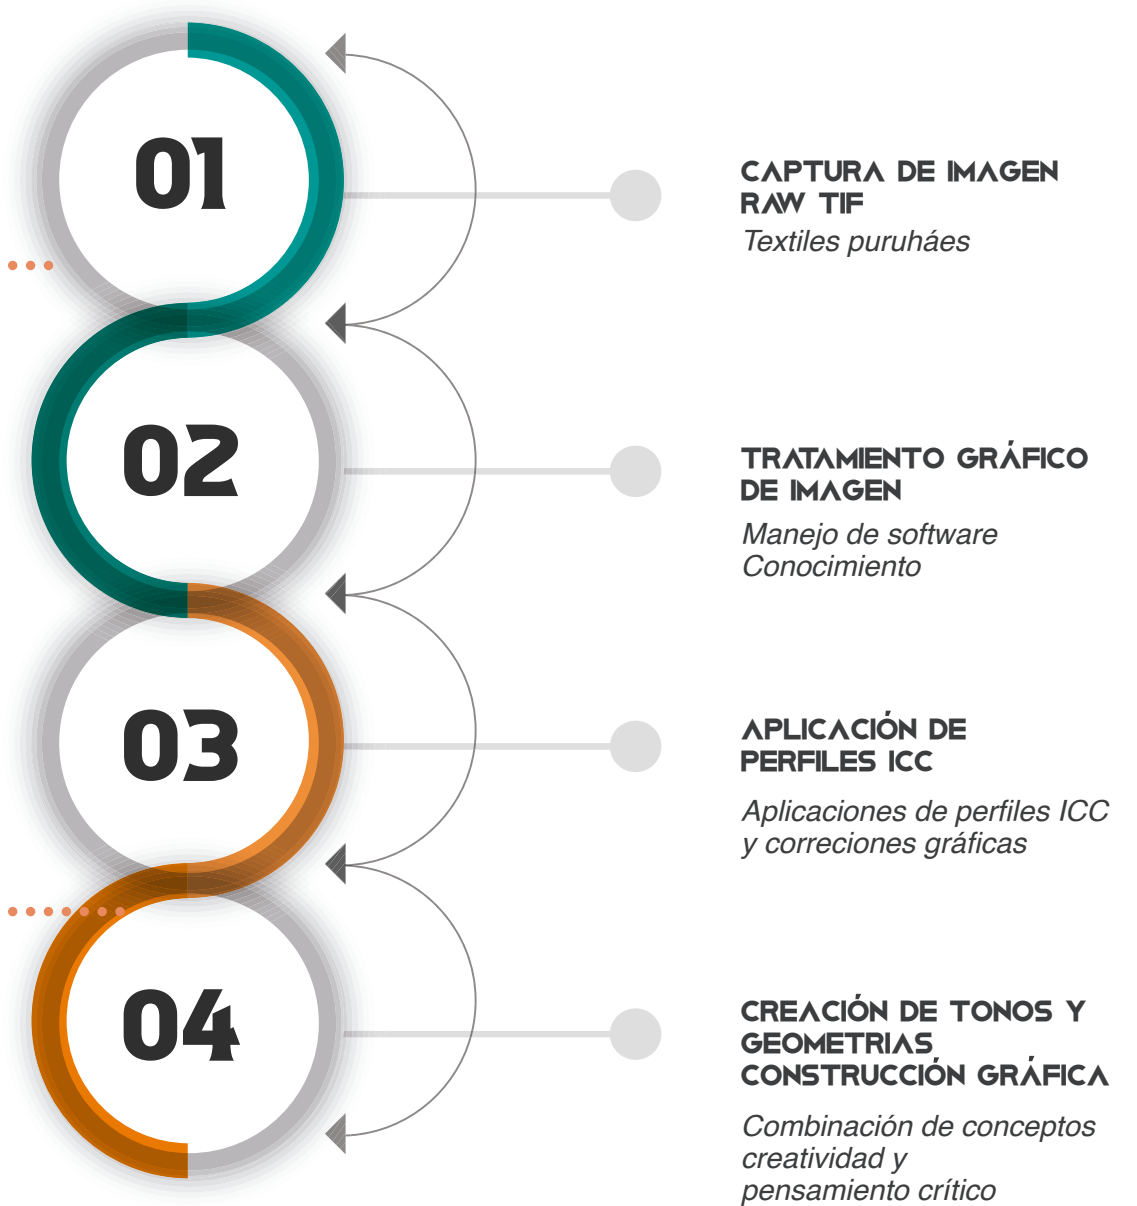 01
CAPTURA DE IMAGEN
RAW TIF
Textiles puruháes
02
TRATAMIENTO GRÁFICO
DE IMAGEN
Manejo de software
Conocimiento
03
APLICACIÓN DE
PERFILES ICC
Aplicaciones de perfiles ICC
y correciones gráficas
04
CREACIÓN DE TONOS Y
GEOMETRIAS
CONSTRUCCIÓN GRÁFICA
Combinación de conceptos
creatividad y
pensamiento crítico